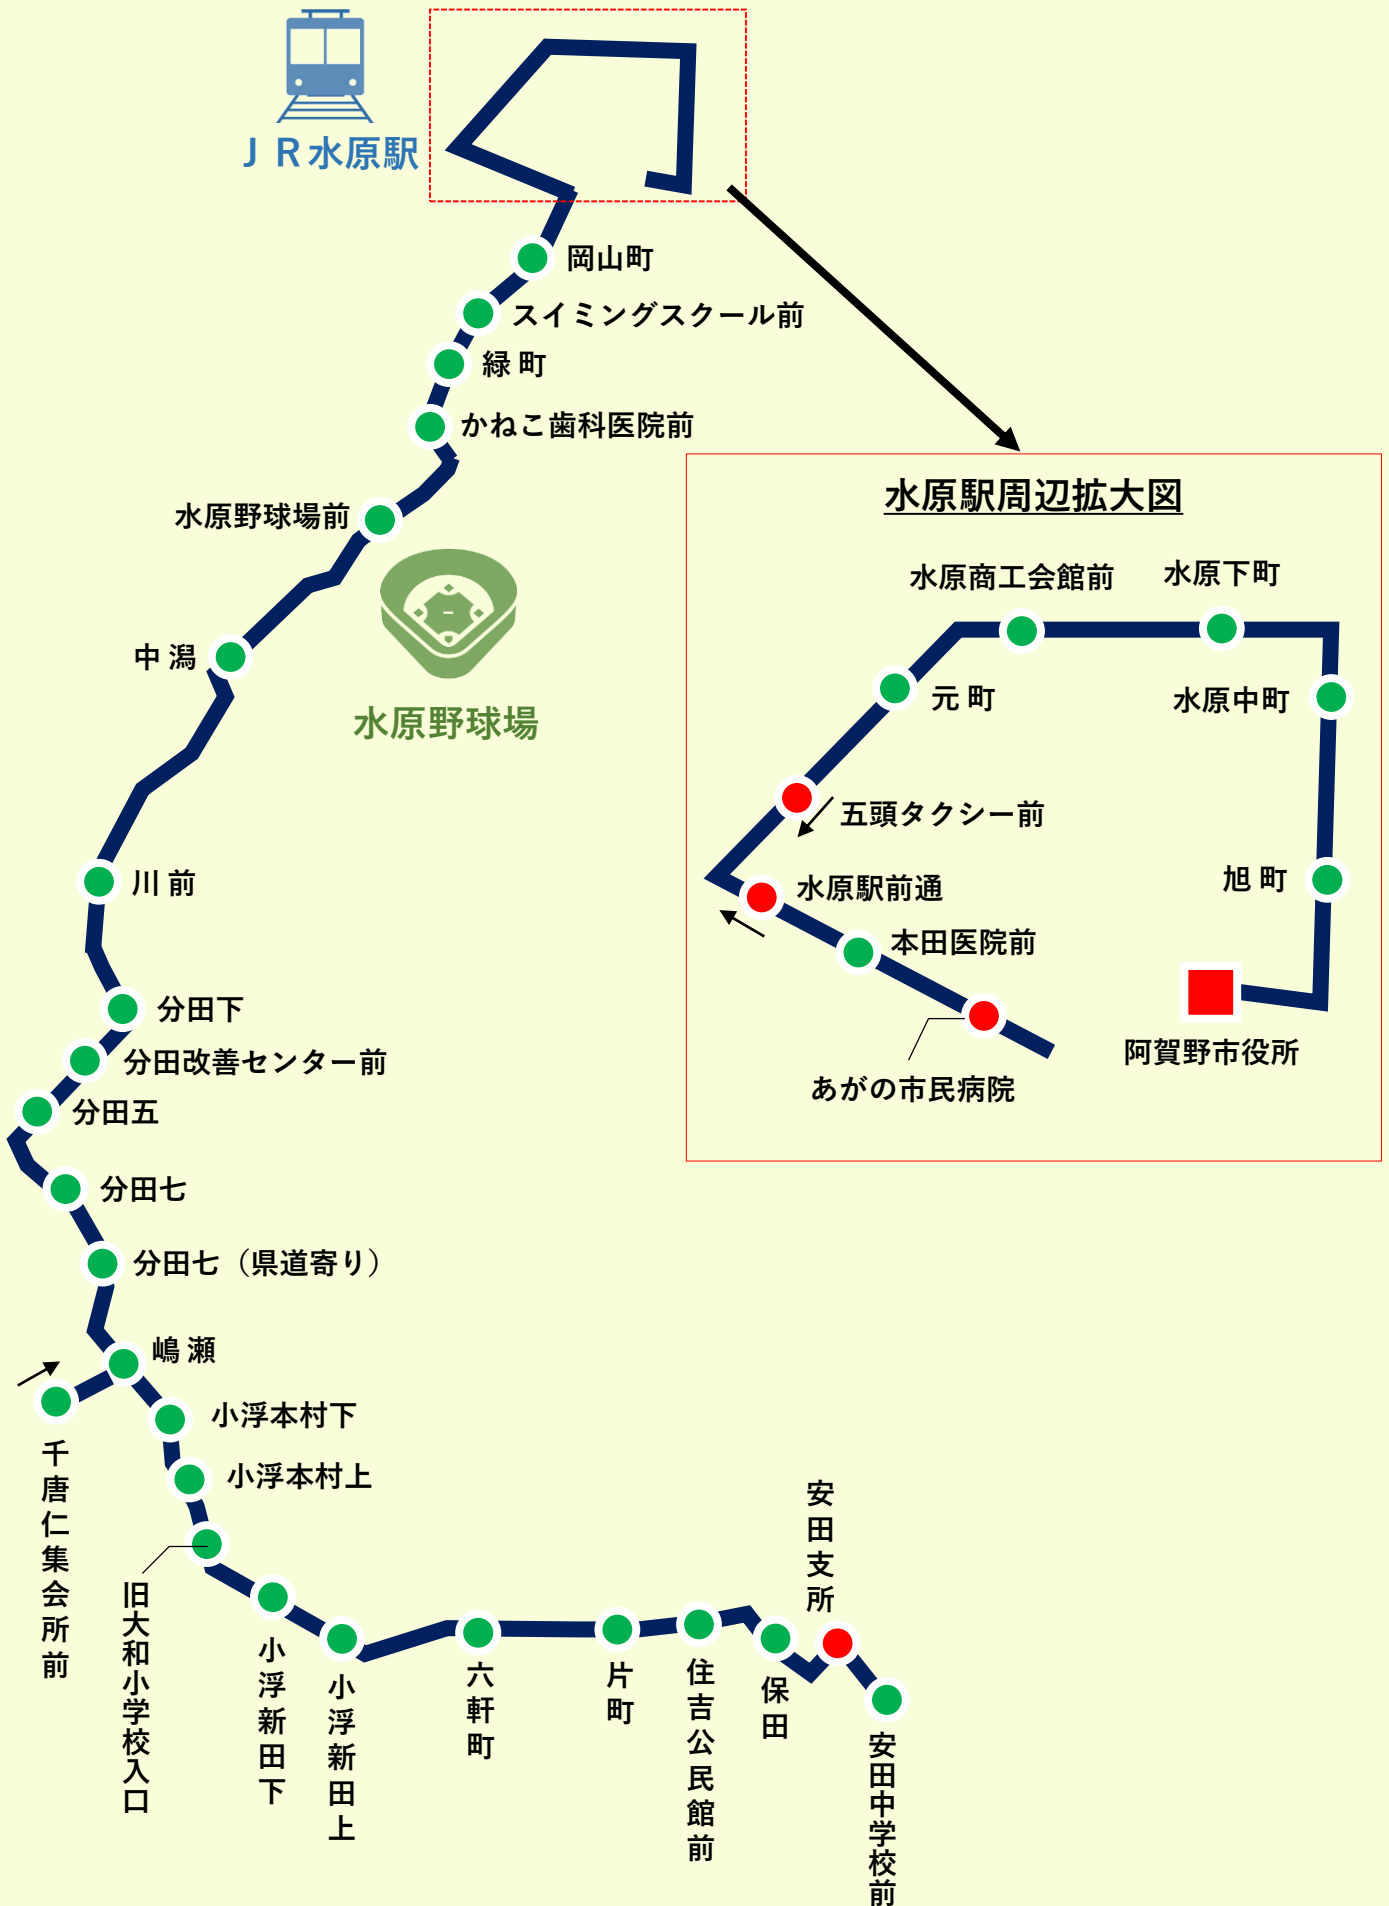 ＪＲ水原駅
岡山町
スイミングスクール前
緑町
かねこ歯科医院前
水原野球場前
水原野球場
中潟
川前
分田下
分田改善センター前
分田五
分田七
分田七（県道寄り）
嶋瀬
千唐仁集会所前
小浮本村下
小浮本村上
旧大和小学校入口
小浮新田下
小浮新田上
六軒町
片町
住吉公民館前
保田
安田支所
安田中学校前
水原駅周辺拡大図
水原商工会館前
水原下町
元町
水原中町
五頭タクシー前
水原駅前通
旭町
本田医院前
阿賀野市役所
あがの市民病院